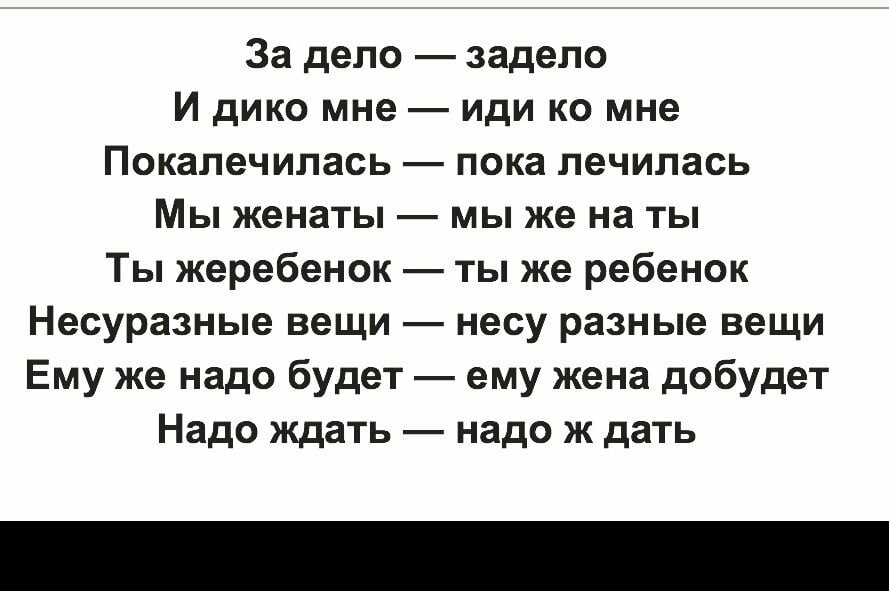 За дело — задело
И дико мне — иди ко мне
Покалечилась — пока лечилась
Мы женаты — мы же на ты
Ты жеребенок — ты же ребенок
Несуразные вещи — несу разные вещи
Ему же надо будет — ему жена добудет
Надо ждать — надо ж дать